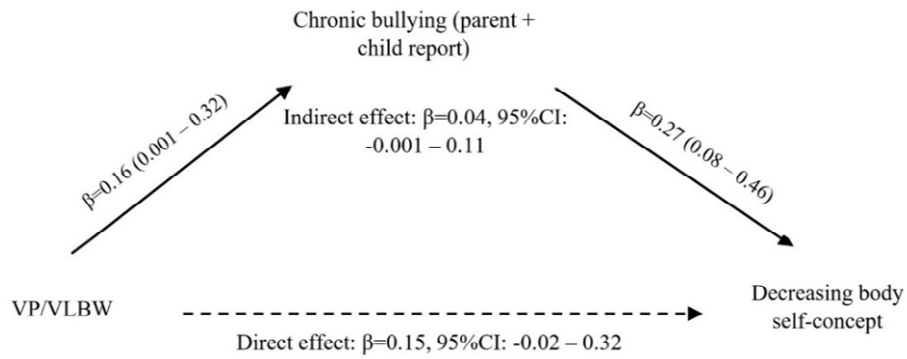 Chronic bullying (parent +
child report)
β=0.16 (0.001 – 0.32)
Indirect effect: β=0.04, 95%CI:
-0.001 – 0.11
β=0.27 (0.08 – 0.46)
VP/VLBW
Decreasing body
self-concept
Direct effect: β=0.15, 95%CI: -0.02 – 0.32